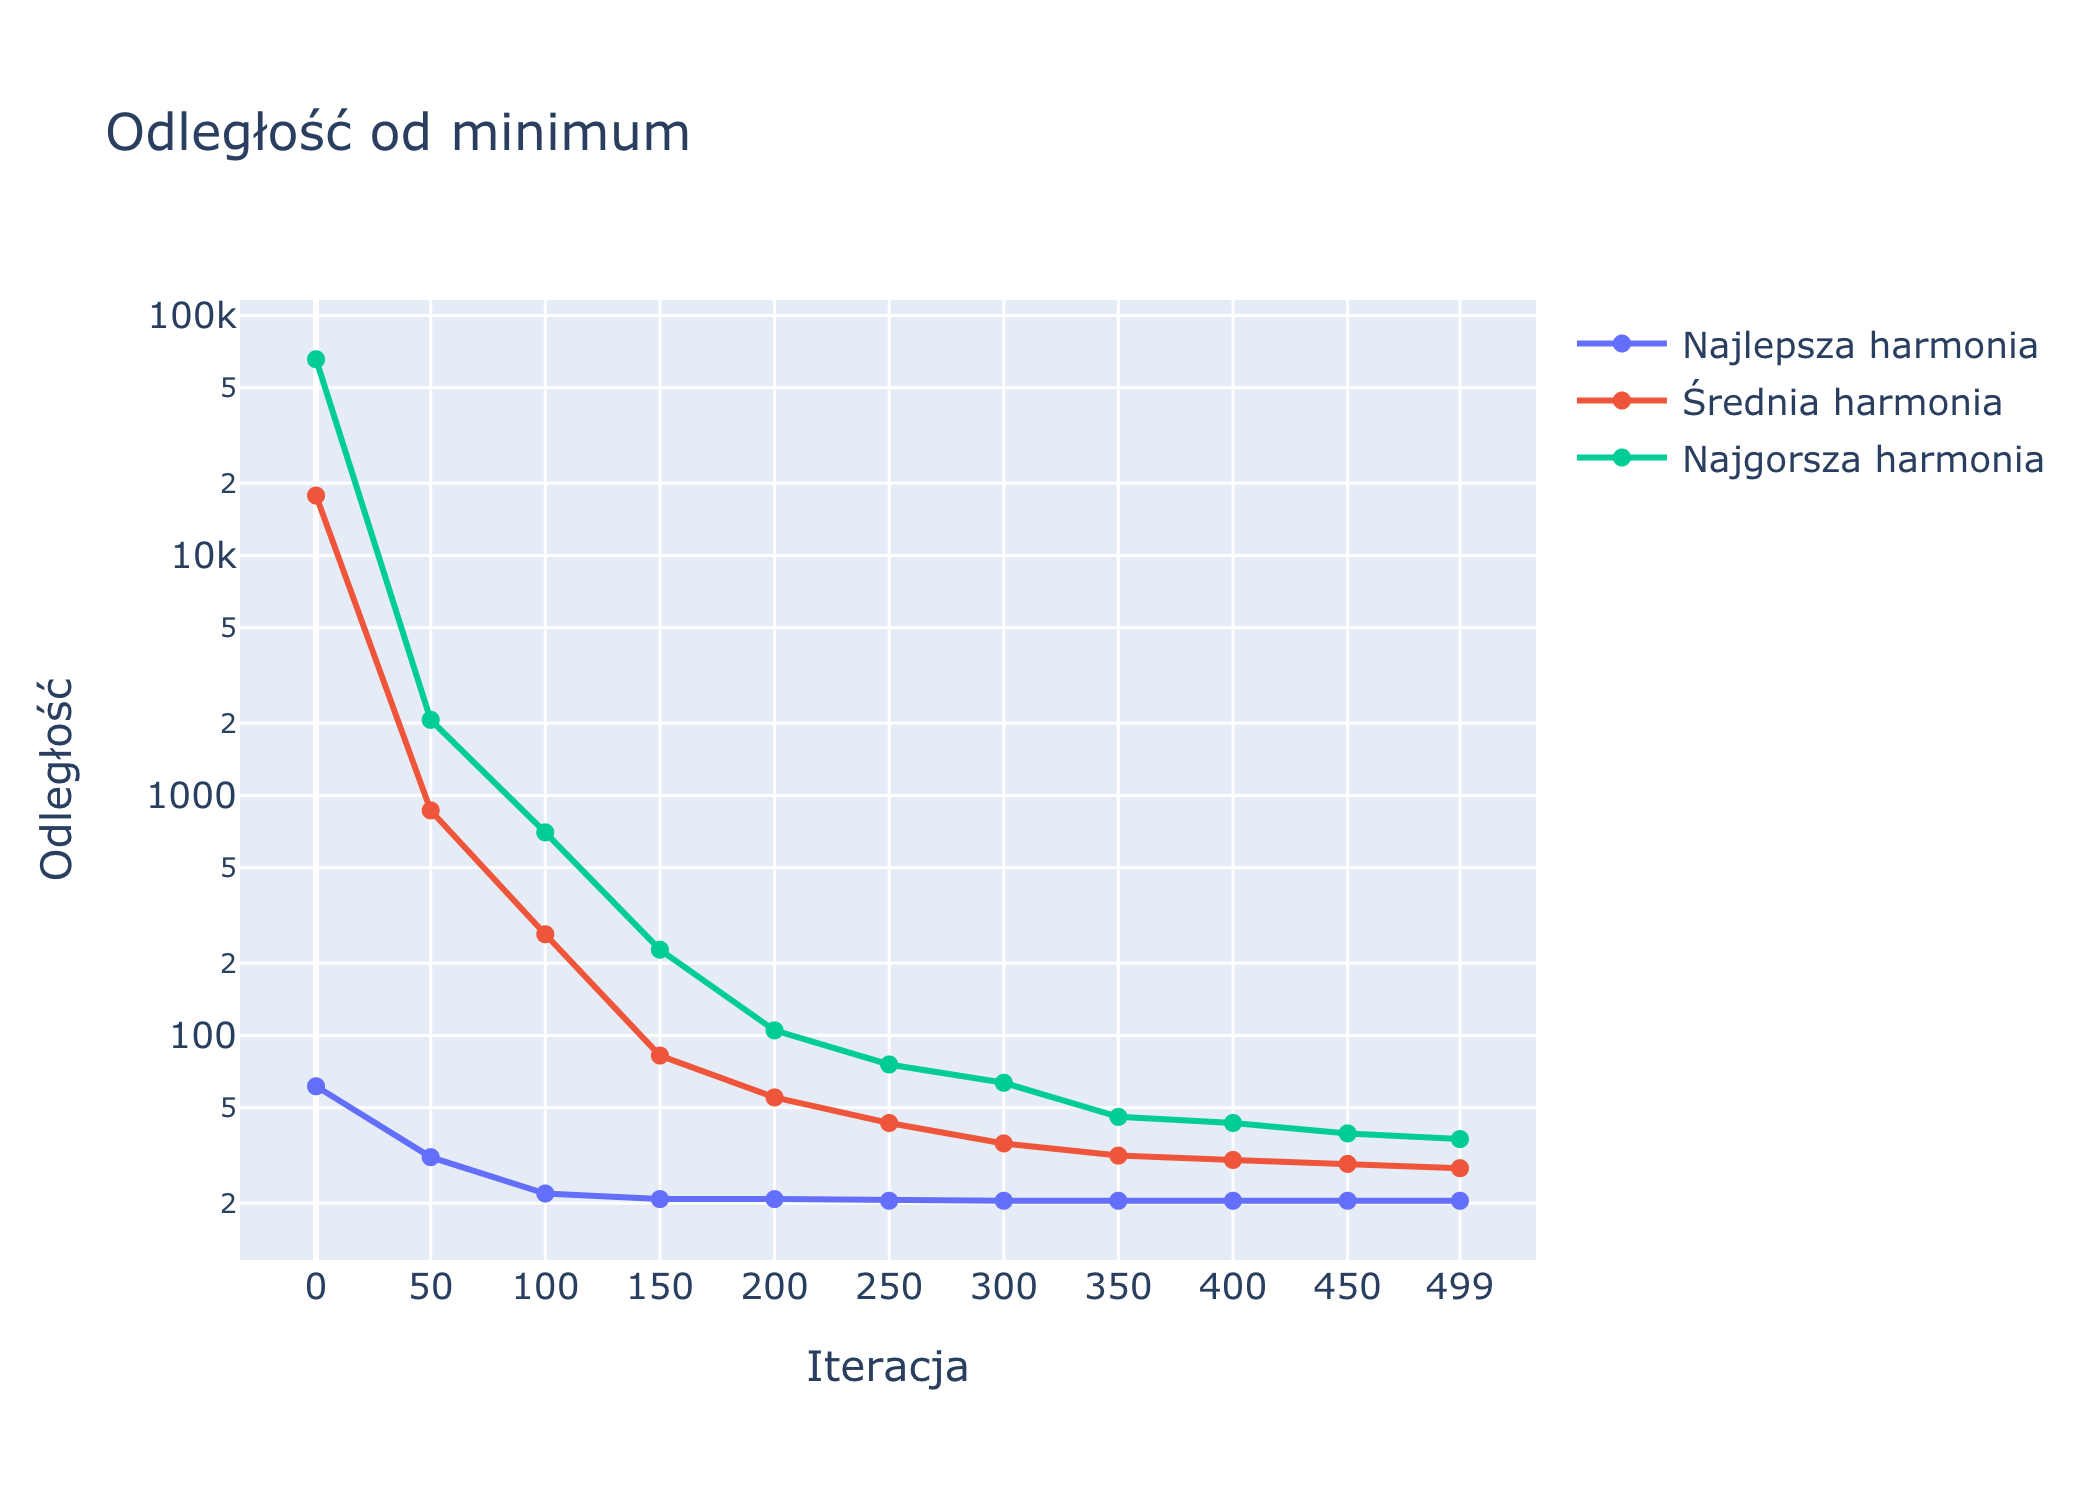 Odległość od minimum
100k
5
2
10k
5
2
1000
5
2
100
5
2
Odległość
0 50 100 150 200 250 300 350 400 450 499
Iteracja
Najlepsza harmonia
Średnia harmonia
Najgorsza harmonia